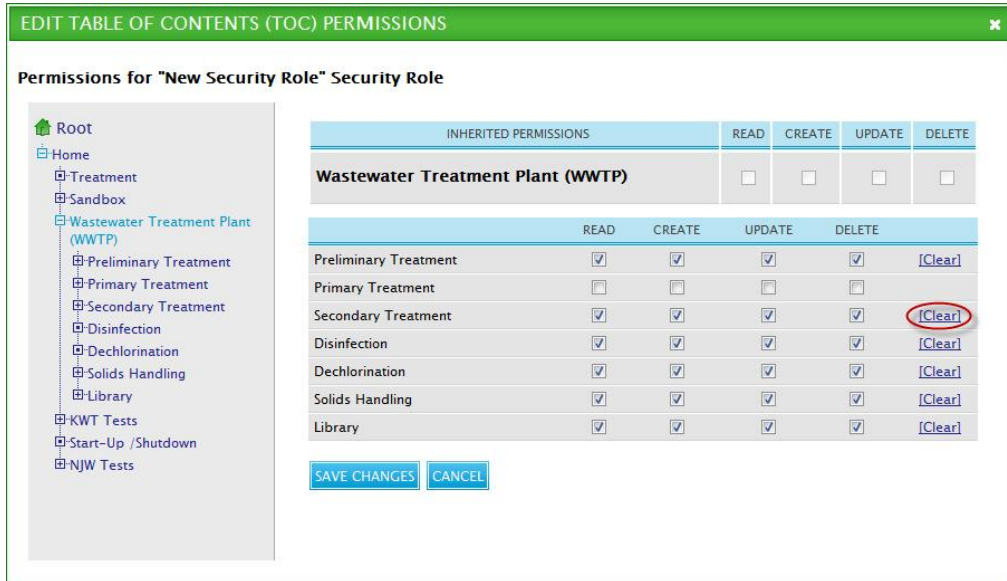 EDIT TABLE OF CONTENTS (TOC) PERMISSIONS
Permissions for "New Security Role" Security Role
Root
Home
Treatment
Sandbox
Wastewater Treatment Plant
(WWTP)
Preliminary Treatment
Primary Treatment
Secondary Treatment
Disinfection
Dechlorination
Solids Handling
Library
KWT Tests
Start-Up /Shutdown
NJW Tests
INHERITED PERMISSIONS READ CREATE UPDATE DELETE
Wastewater Treatment Plant (WWTP)
READ CREATE UPDATE DELETE
Preliminary Treatment [Clear]
Primary Treatment
Secondary Treatment [Clear]
Disinfection [Clear]
Dechlorination [Clear]
Solids Handling [Clear]
Library [Clear]
SAVE CHANGES CANCEL